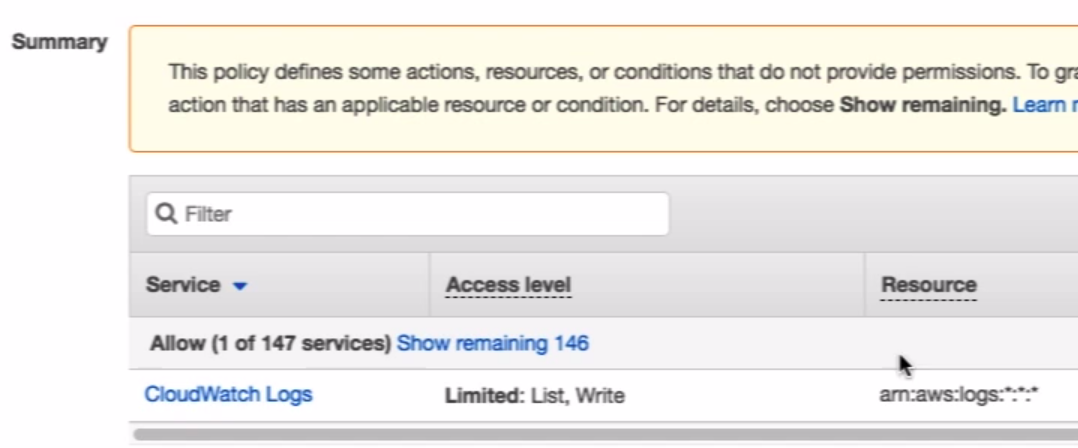 Summary
This policy defines some actions, resources, or conditions that do not provide permissions. To gra
action that has an applicable resource or condition. For details, choose Show remaining. Learn r
Filter
Service Access level Resource
Allow (1 of 147 services) Show remaining 146
CloudWatch Logs Limited: List, Write arn:aws:logs:*:*:*